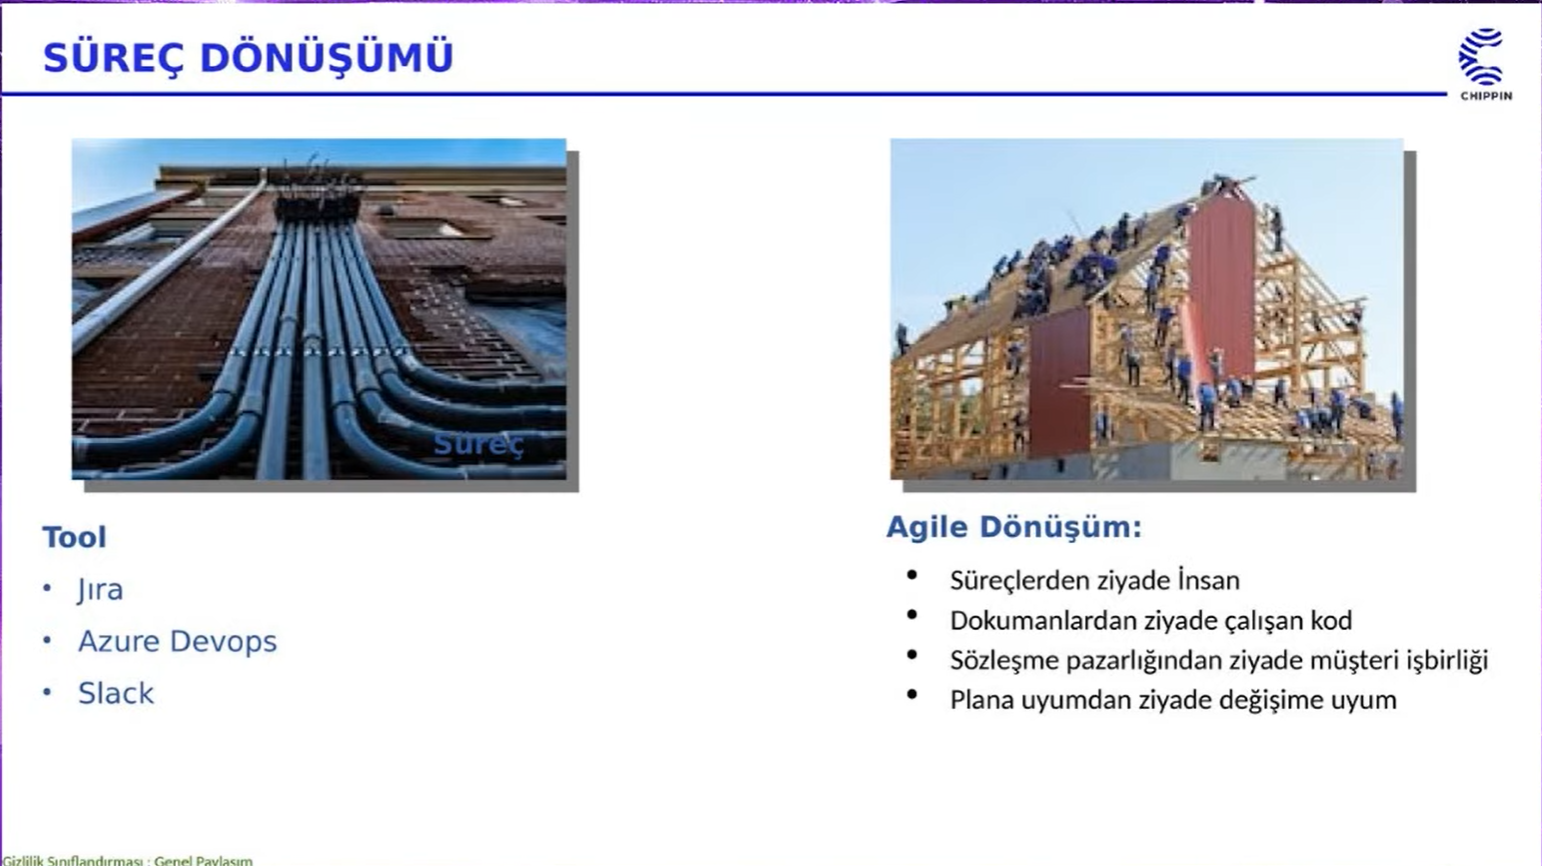 SÜREÇ DÖNÜŞÜMÜ
CHIPPIN
Süreç
Tool
• Jıra
• Azure Devops
• Slack
Agile Dönüşüm:
• Süreçlerden ziyade İnsan
• Dokumanlardan ziyade çalışan kod
• Sözleşme pazarlığından ziyade müşteri işbirliği
• Plana uyumdan ziyade değişime uyum
Gizlilik Sınıflandırması : Genel Paylaşım